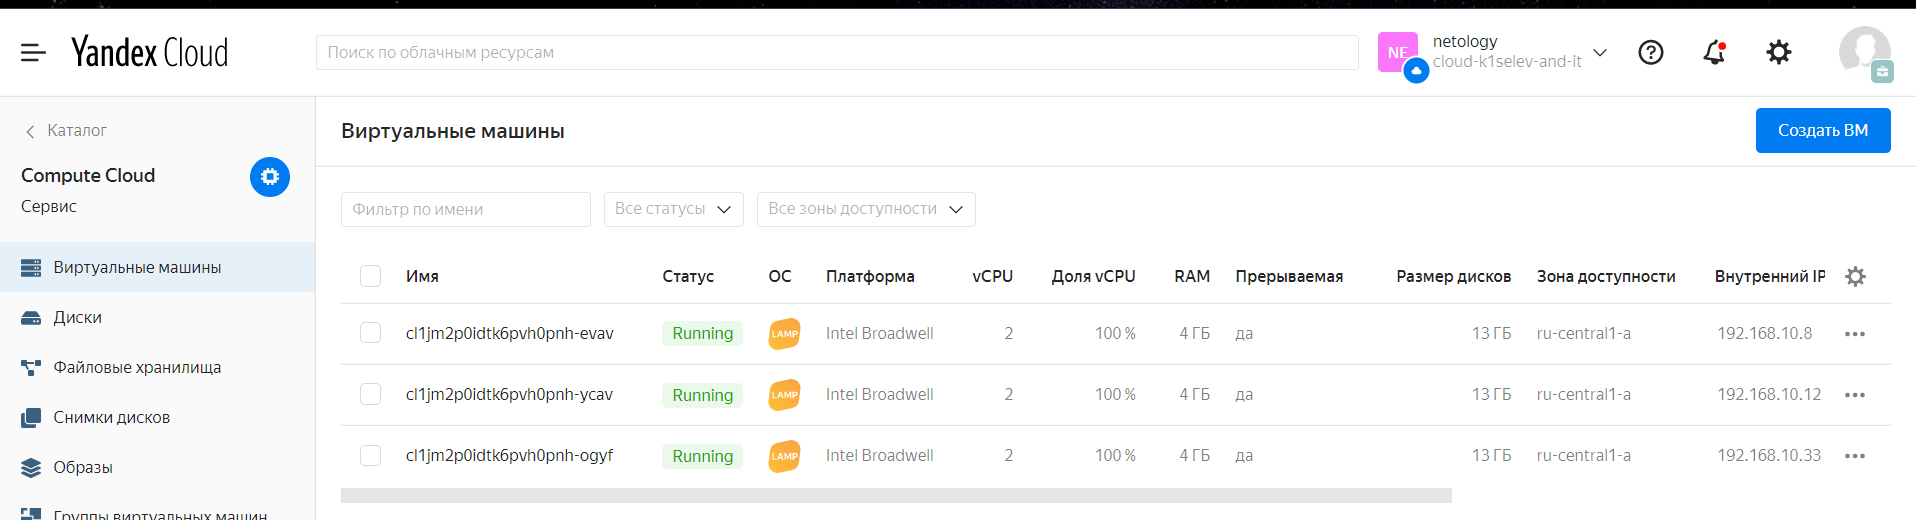 Yandex Cloud
Поиск по облачным ресурсам
NE
netology
cloud-k1selev-and-it
Каталог
Compute Cloud
Сервис
Виртуальные машины
Диски
Файловые хранилища
Снимки дисков
Образы
Группы виртуальных машин
Виртуальные машины
Создать ВМ
Фильтр по имени
Все статусы
Все зоны доступности
Имя Статус ОС Платформа vCPU Доля vCPU RAM Прерываемая Размер дисков Зона доступности Внутренний IP
cl1jm2p0idtk6pvh0pnh-evav Running LAMP Intel Broadwell 2 100 % 4 ГБ да 13 ГБ ru-central1-a 192.168.10.8
cl1jm2p0idtk6pvh0pnh-ycav Running LAMP Intel Broadwell 2 100 % 4 ГБ да 13 ГБ ru-central1-a 192.168.10.12
cl1jm2p0idtk6pvh0pnh-ogyf Running LAMP Intel Broadwell 2 100 % 4 ГБ да 13 ГБ ru-central1-a 192.168.10.33